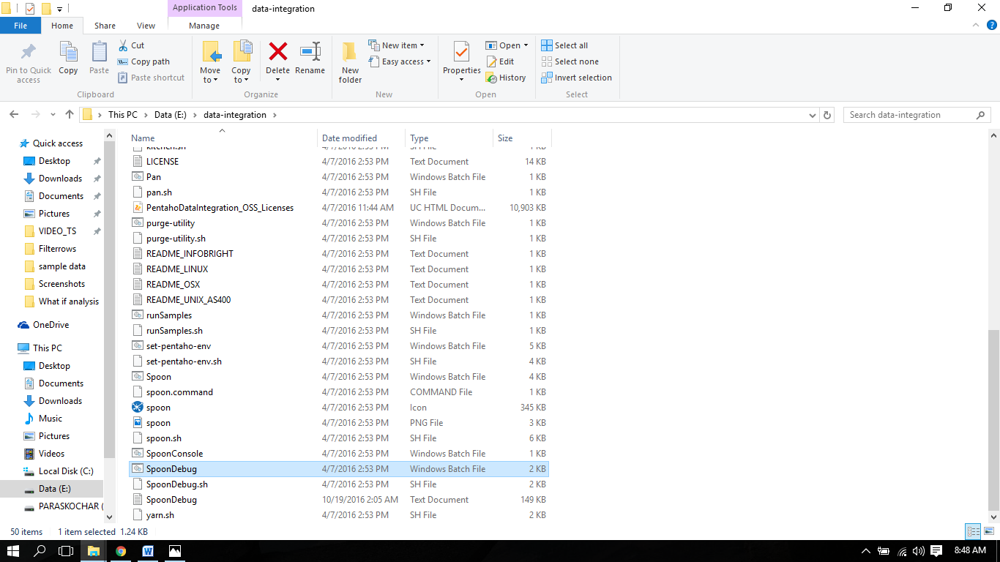 Application Tools data-integration
File Home Share View Manage
Pin to Quick access
Copy
Paste
Cut
Copy path
Paste shortcut
Clipboard
Move to
Copy to
Delete
Rename
Organize
New folder
New item
Easy access
New
Properties
Open
Edit
History
Open
Select all
Select none
Invert selection
Select
This PC Data (E:) data-integration
Search data-integration
Quick access
Desktop
Downloads
Documents
Pictures
VIDEO_TS
Filterrows
sample data
Screenshots
What if analysis
OneDrive
This PC
Desktop
Documents
Downloads
Music
Pictures
Videos
Local Disk (C:)
Data (E:)
PARASKOCHAR (
Name Date modified Type Size
kitchen.sh 4/7/2016 2:53 PM SH File 1 KB
LICENSE 4/7/2016 2:53 PM Text Document 14 KB
Pan 4/7/2016 2:53 PM Windows Batch File 1 KB
pan.sh 4/7/2016 2:53 PM SH File 1 KB
PentahoDataIntegration_OSS_Licenses 4/7/2016 11:44 AM UC HTML Docum... 10,903 KB
purge-utility 4/7/2016 2:53 PM Windows Batch File 1 KB
purge-utility.sh 4/7/2016 2:53 PM SH File 1 KB
README_INFOBRIGHT 4/7/2016 2:53 PM Text Document 1 KB
README_LINUX 4/7/2016 2:53 PM Text Document 1 KB
README_OSX 4/7/2016 2:53 PM Text Document 1 KB
README_UNIX_AS400 4/7/2016 2:53 PM Text Document 1 KB
runSamples 4/7/2016 2:53 PM Windows Batch File 1 KB
runSamples.sh 4/7/2016 2:53 PM SH File 1 KB
set-pentaho-env 4/7/2016 2:53 PM Windows Batch File 5 KB
set-pentaho-env.sh 4/7/2016 2:53 PM SH File 4 KB
Spoon 4/7/2016 2:53 PM Windows Batch File 4 KB
spoon.command 4/7/2016 2:53 PM COMMAND File 1 KB
spoon 4/7/2016 2:53 PM Icon 345 KB
spoon 4/7/2016 2:53 PM PNG File 3 KB
spoon.sh 4/7/2016 2:53 PM SH File 6 KB
SpoonConsole 4/7/2016 2:53 PM Windows Batch File 1 KB
SpoonDebug 4/7/2016 2:53 PM Windows Batch File 2 KB
SpoonDebug.sh 4/7/2016 2:53 PM SH File 2 KB
SpoonDebug 10/19/2016 2:05 AM Text Document 149 KB
yarn.sh 4/7/2016 2:53 PM SH File 2 KB
50 items 1 item selected 1.24 KB
8:48 AM